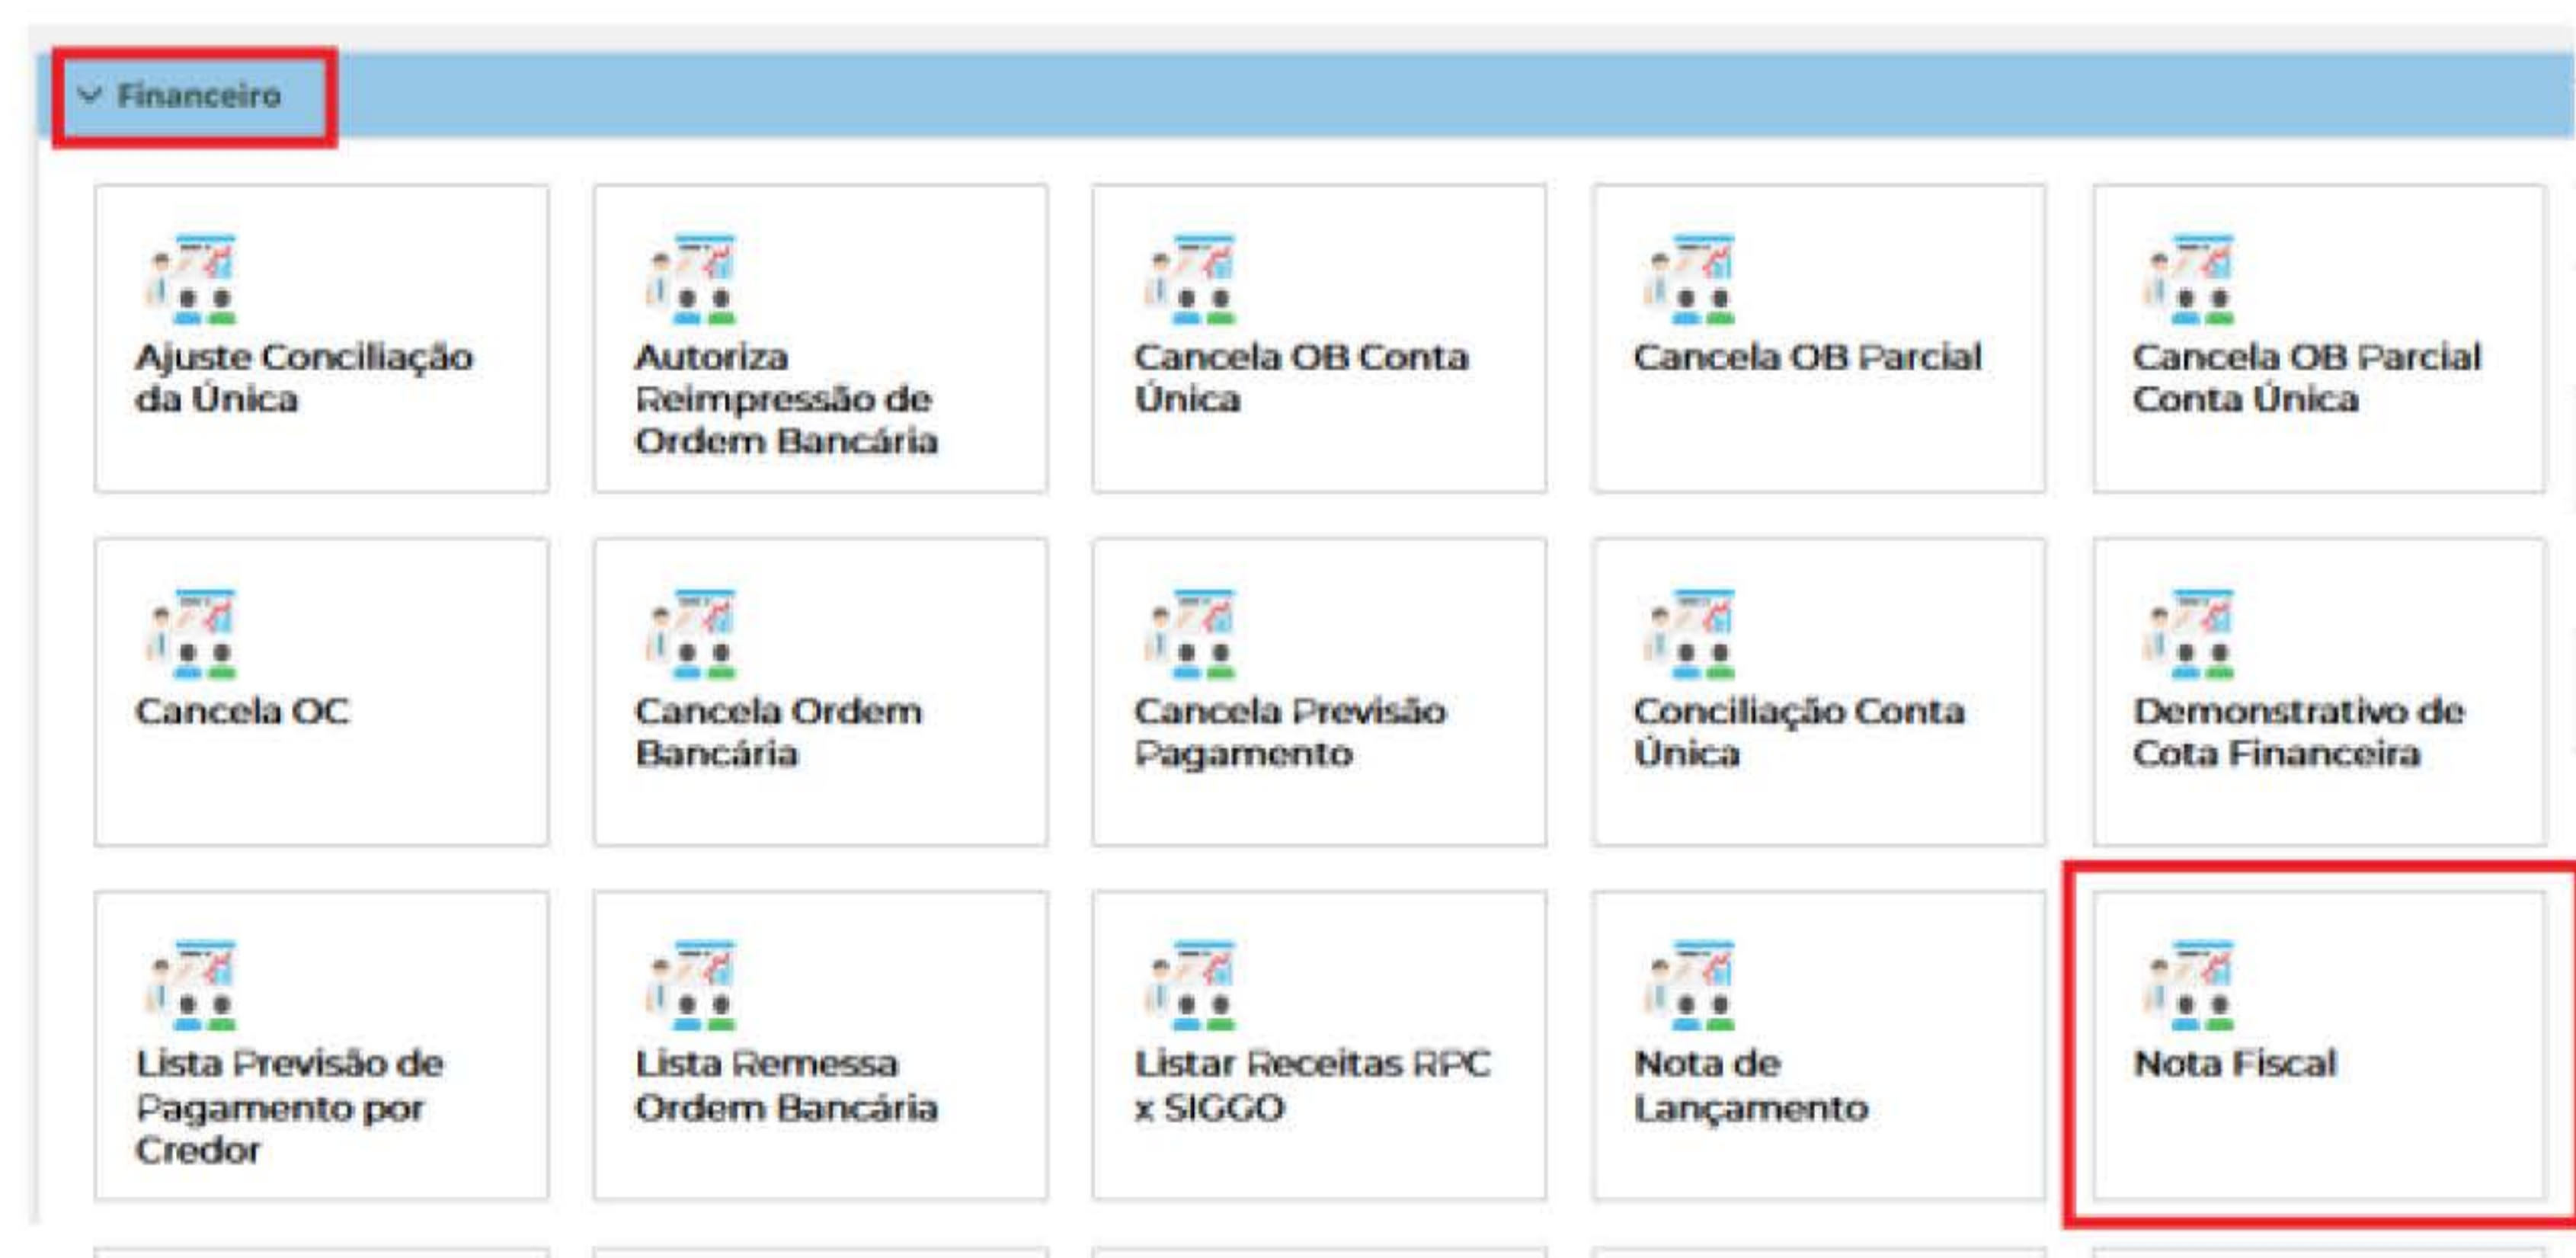 Financeiro
Ajuste Conciliação
da Única
Autoriza
Reimpressão de
Ordem Bancária
Cancela OB Conta
Única
Cancela OB Parcial
Cancela OB Parcial
Conta Única
Cancela OC
Cancela Ordem
Bancária
Cancela Previsão
Pagamento
Conciliação Conta
Única
Demonstrativo de
Cota Financeira
Lista Previsão de
Pagamento por
Credor
Lista Remessa
Ordem Bancária
Listar Receitas RPC
x SIGGO
Nota de
Lançamento
Nota Fiscal